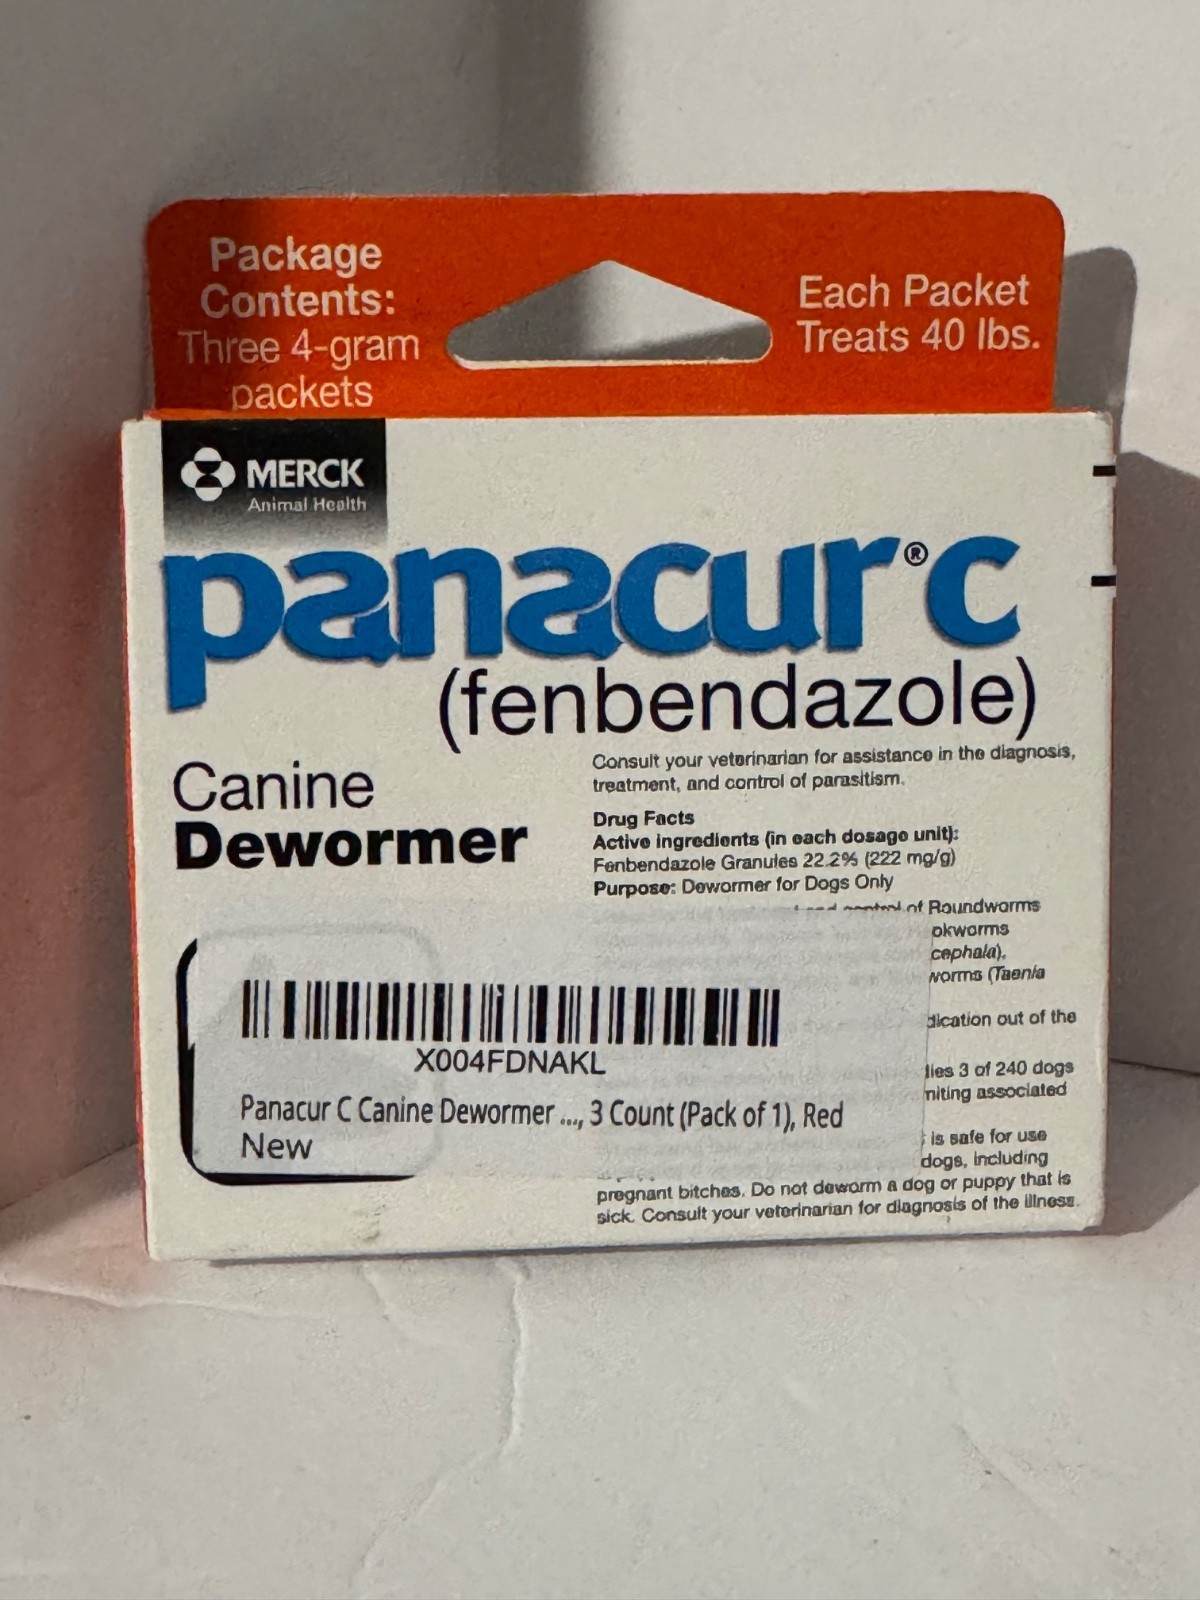 Package
Contents:
Three 4-gram
packets
Each Packet
Treats 40 lbs.
MERCK
Animal Health
panacur® c
(fenbendazole)
Canine
Dewormer
Consult your veterinarian for assistance in the diagnosis,
treatment, and control of parasitism.
Drug Facts
Active ingredients (in each dosage unit):
Fenbendazole Granules 22.2% (222 mg/g)
Purpose: Dewormer for Dogs Only
and control of Roundworms
okworms
cephala),
worms (Taenia
dication out of the
lies 3 of 240 dogs
miting associated
is safe for use
dogs, including
pregnant bitches. Do not deworm a dog or puppy that is
sick. Consult your veterinarian for diagnosis of the illness.
X004FDNAKL
Panacur C Canine Dewormer ..., 3 Count (Pack of 1), Red
New